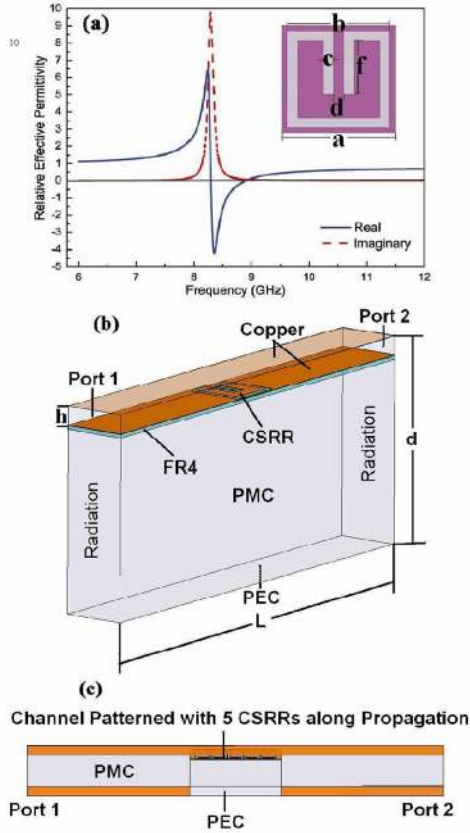 10
(a)
10
9
8
7
6
5
4
3
2
1
0
-1
-2
-3
-4
-5
Relative Effective Permittivity
b
c
f
d
a
Real
Imaginary
6
7
8
9
10
11
12
Frequency (GHz)
(b)
Port 2
Copper
Port 1
h
CSRR
FR4
d
Radiation
PMC
Radiation
PEC
L
(c)
Channel Patterned with 5 CSRRs along Propagation
PMC
Port 1
PEC
Port 2